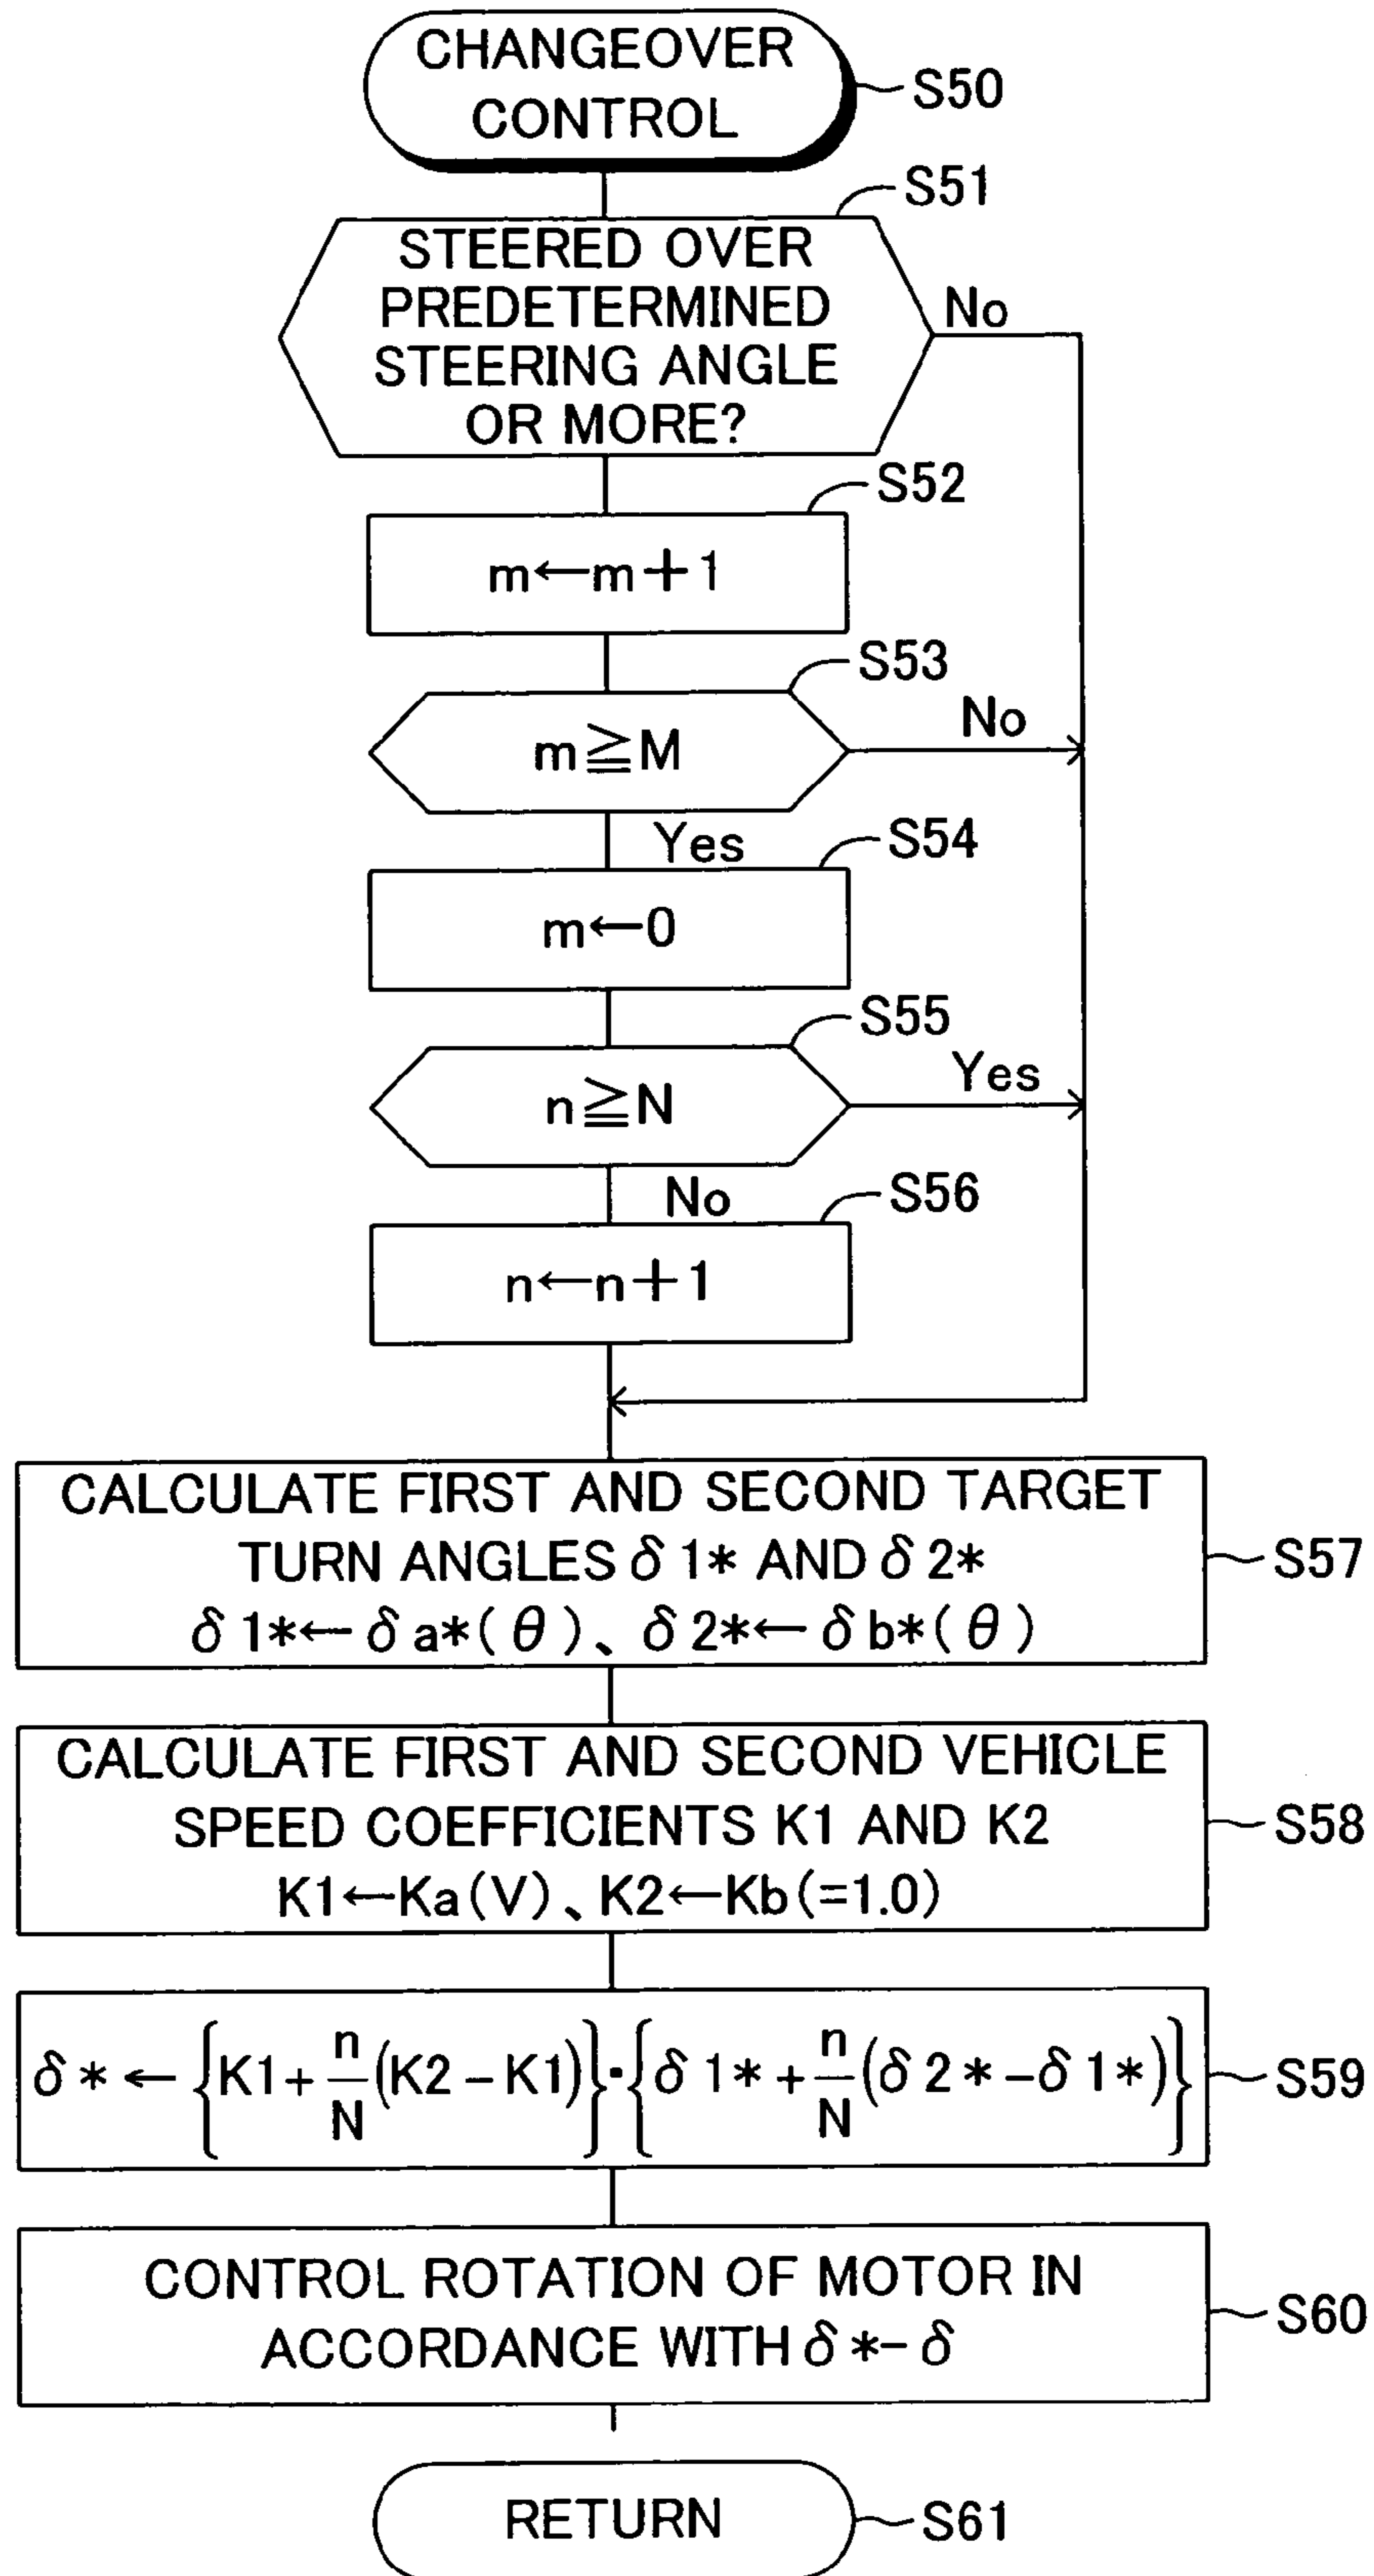 CHANGEOVER
CONTROL
S50
S51
STEERED OVER
PREDETERMINED
STEERING ANGLE
OR MORE?
No
S52
m←m+1
S53
m≧M
No
Yes
S54
m←0
S55
n≧N
Yes
No
S56
n←n+1
CALCULATE FIRST AND SECOND TARGET
TURN ANGLES δ1* AND δ2*
δ1*←δa*(θ)、δ2*←δb*(θ)
S57
CALCULATE FIRST AND SECOND VEHICLE
SPEED COEFFICIENTS K1 AND K2
K1←Ka(V)、K2←Kb(=1.0)
S58
δ*←{K1+n/N(K2-K1)}·{δ1*+n/N(δ2*-δ1*)}
S59
CONTROL ROTATION OF MOTOR IN
ACCORDANCE WITH δ*-δ
S60
RETURN
S61